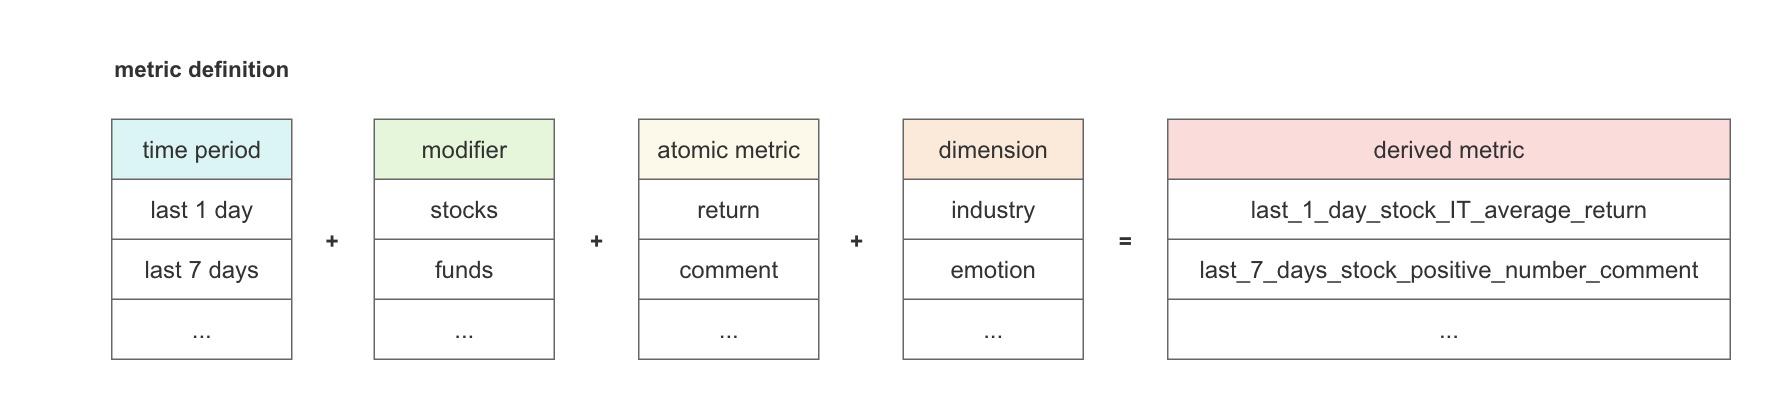 metric definition
time period
modifier
atomic metric
dimension
derived metric
last 1 day
stocks
return
industry
last_1_day_stock_IT_average_return
+
+
+
=
last 7 days
funds
comment
emotion
last_7_days_stock_positive_number_comment
...
...
...
...
...